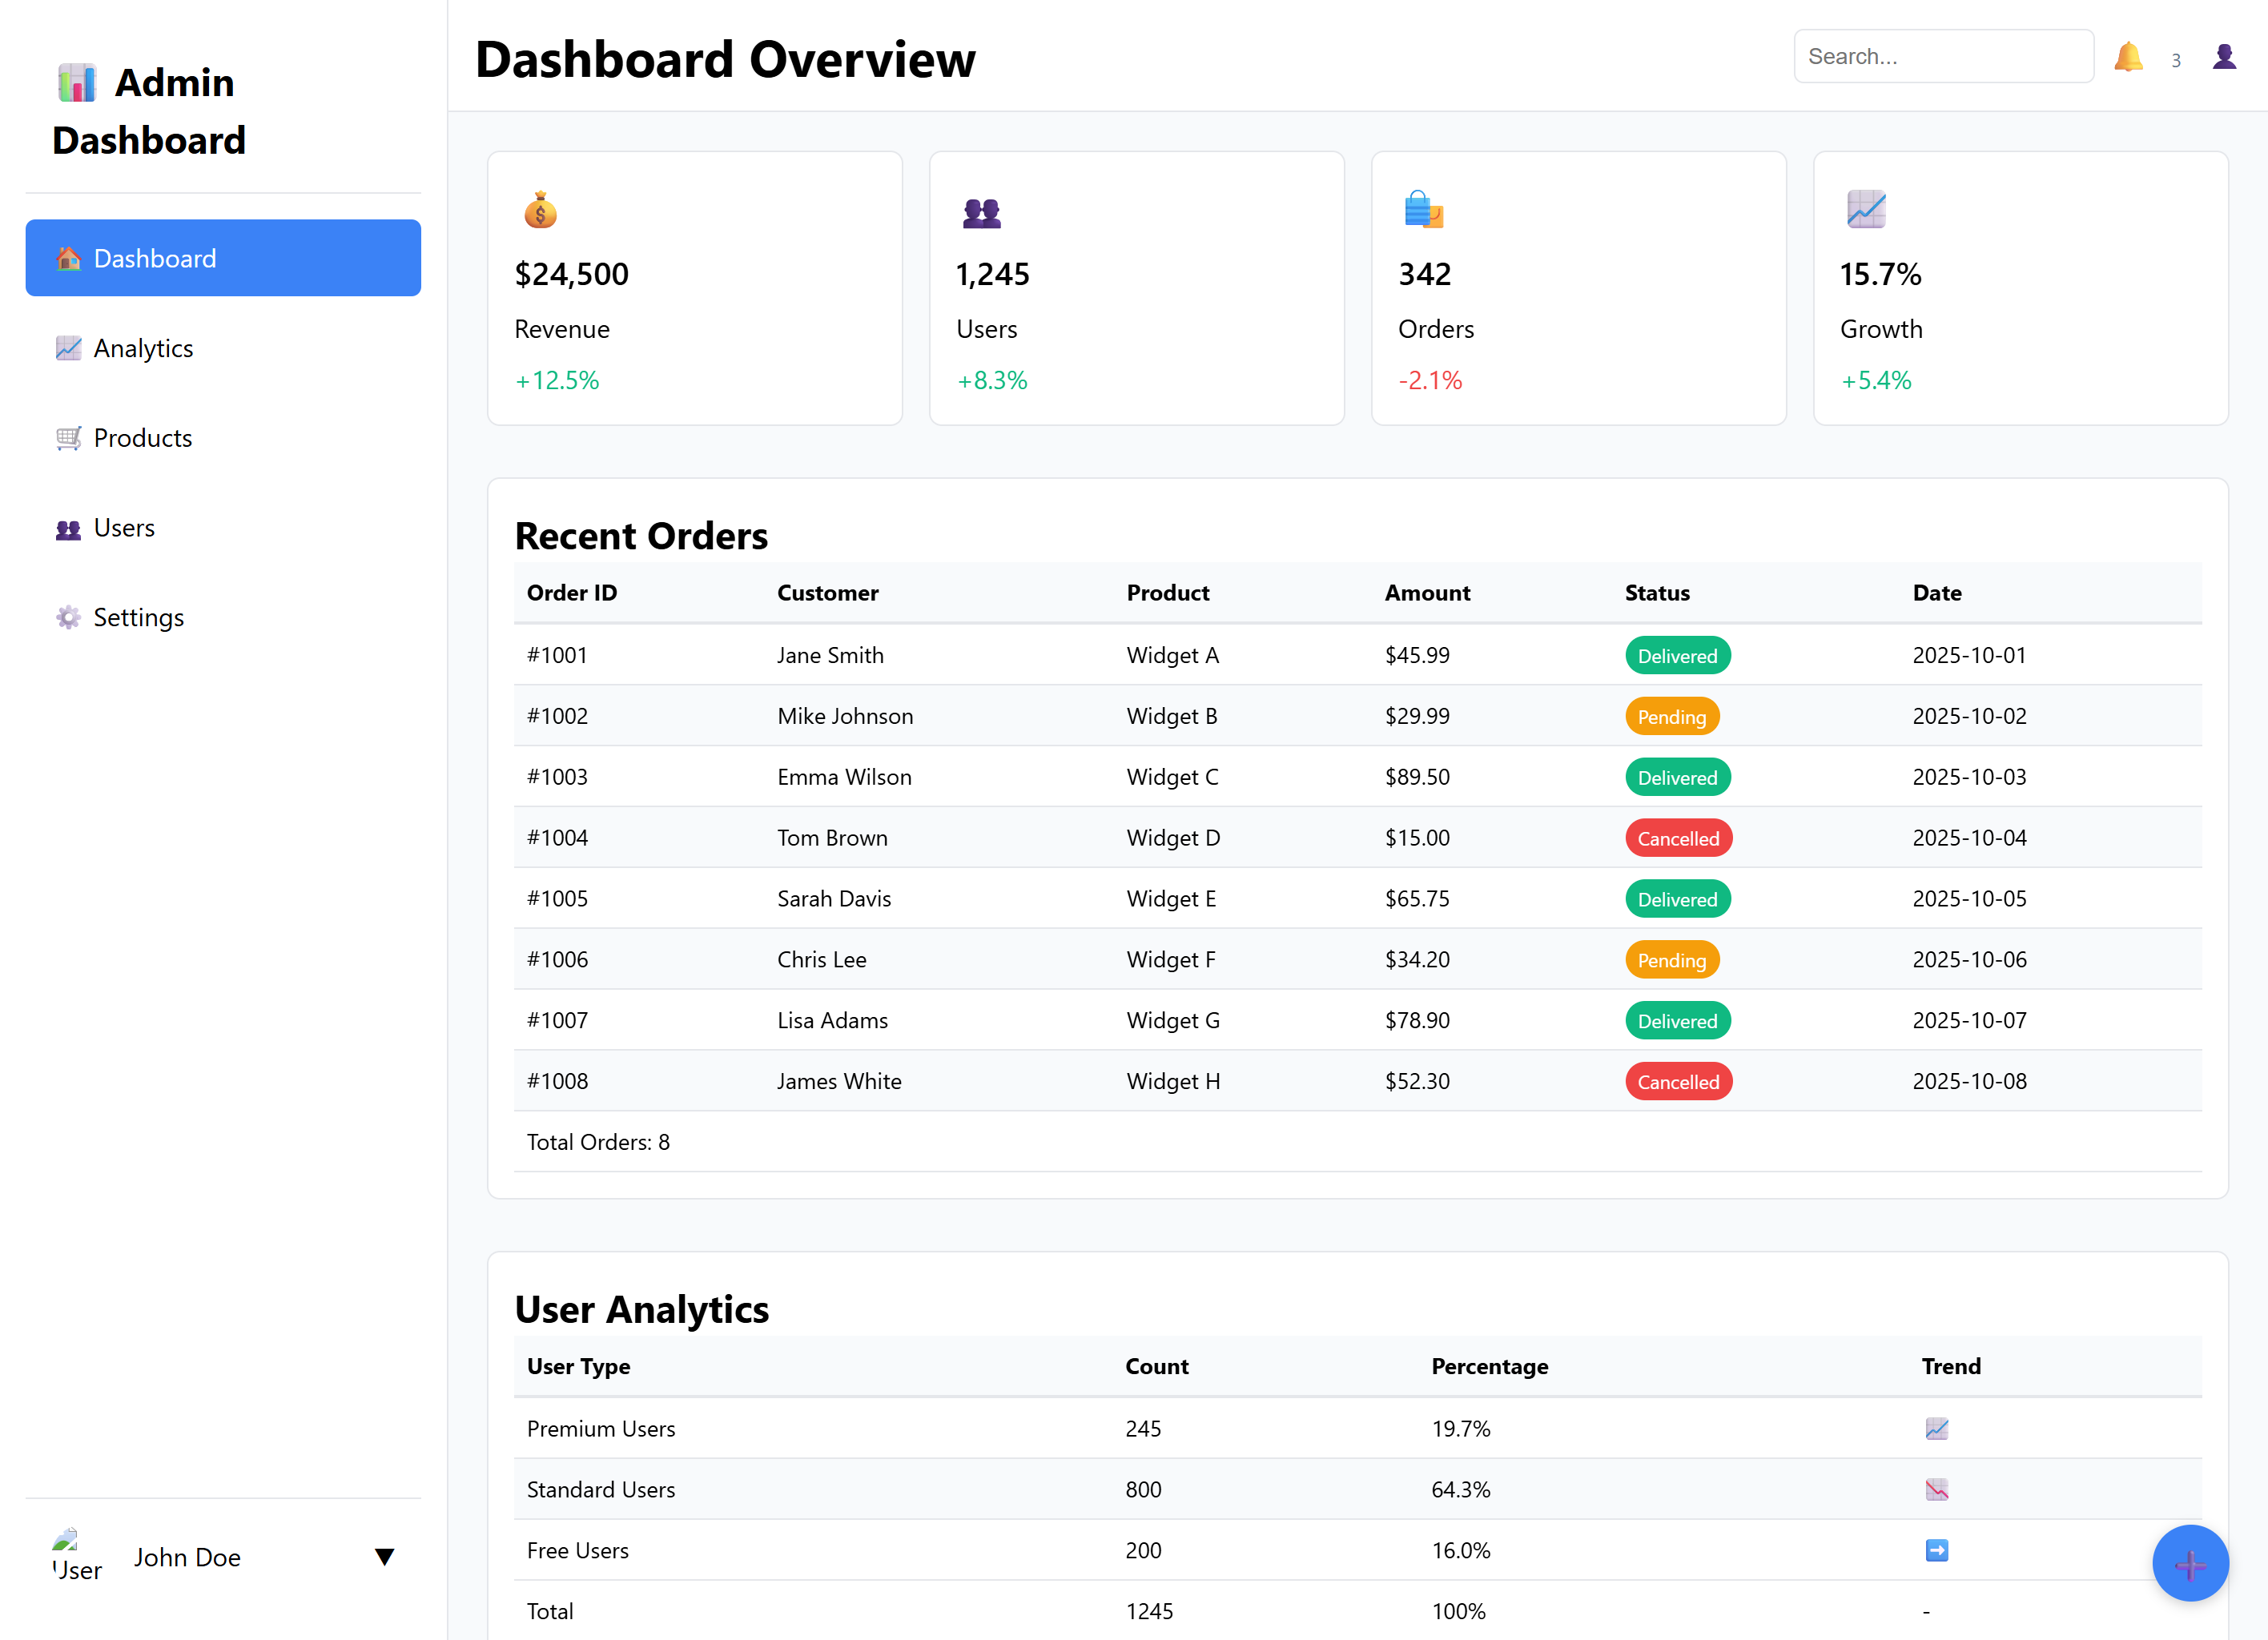 Admin
Dashboard
Dashboard
Analytics
Products
Users
Settings
User
John Doe
Dashboard Overview
Search...
3
$24,500
Revenue
+12.5%
1,245
Users
+8.3%
342
Orders
-2.1%
15.7%
Growth
+5.4%
Recent Orders
Order ID Customer Product Amount Status Date
#1001 Jane Smith Widget A $45.99 Delivered 2025-10-01
#1002 Mike Johnson Widget B $29.99 Pending 2025-10-02
#1003 Emma Wilson Widget C $89.50 Delivered 2025-10-03
#1004 Tom Brown Widget D $15.00 Cancelled 2025-10-04
#1005 Sarah Davis Widget E $65.75 Delivered 2025-10-05
#1006 Chris Lee Widget F $34.20 Pending 2025-10-06
#1007 Lisa Adams Widget G $78.90 Delivered 2025-10-07
#1008 James White Widget H $52.30 Cancelled 2025-10-08
Total Orders: 8
User Analytics
User Type Count Percentage Trend
Premium Users 245 19.7%
Standard Users 800 64.3%
Free Users 200 16.0%
Total 1245 100% -